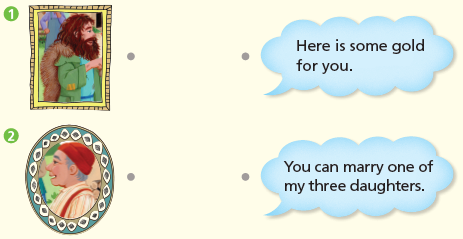 1
Here is some gold
for you.
2
You can marry one of
my three daughters.